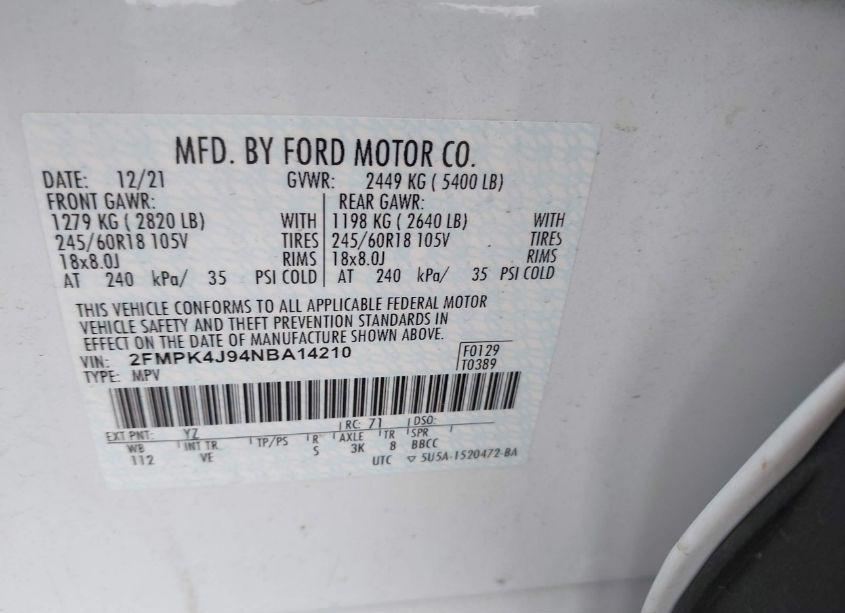 MFD. BY FORD MOTOR CO.
DATE: 12/21 GVWR: 2449 KG ( 5400 LB)
FRONT GAWR: REAR GAWR:
1279 KG ( 2820 LB) WITH 1198 KG ( 2640 LB) WITH
245/60R18 105V TIRES 245/60R18 105V TIRES
18x8.0J RIMS 18x8.0J RIMS
AT 240 kPa/ 35 PSI COLD AT 240 kPa/ 35 PSI COLD
THIS VEHICLE CONFORMS TO ALL APPLICABLE FEDERAL MOTOR
VEHICLE SAFETY AND THEFT PREVENTION STANDARDS IN
EFFECT ON THE DATE OF MANUFACTURE SHOWN ABOVE.
VIN: 2FMPK4J94NBA14210 F0129
TYPE: MPV T0389
EXT PNT: YZ RC: 71 DSO:
WB INT TR TP/PS R AXLE TR SPR
112 VE S 3K 8 BBCC
UTC ▽ 5U5A-1520472-BA